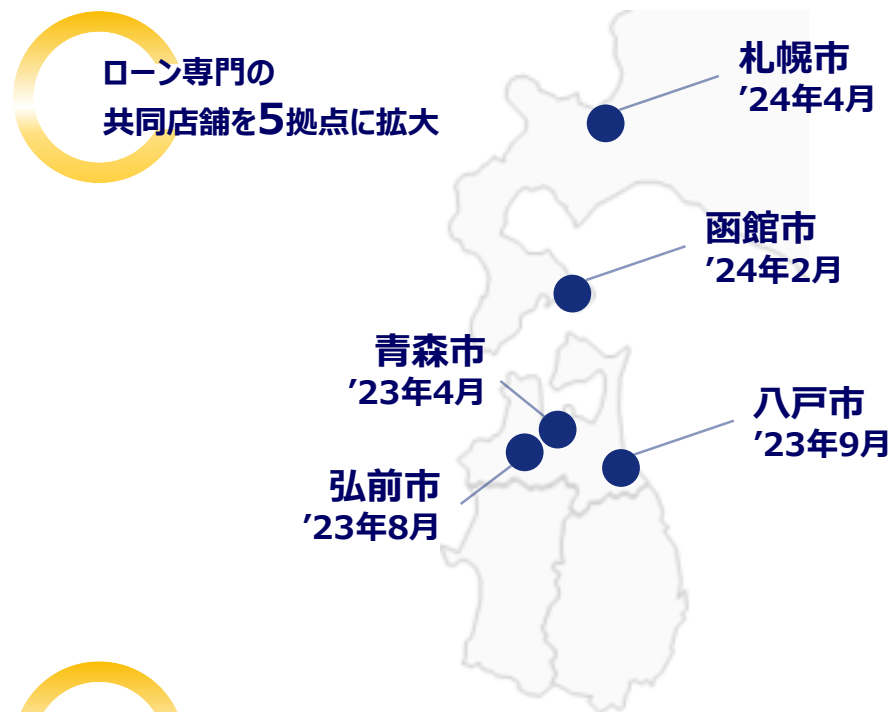 ローン専門の
共同店舗を5拠点に拡大
札幌市
’24年4月
函館市
’24年2月
青森市
’23年4月
八戸市
’23年9月
弘前市
’23年8月